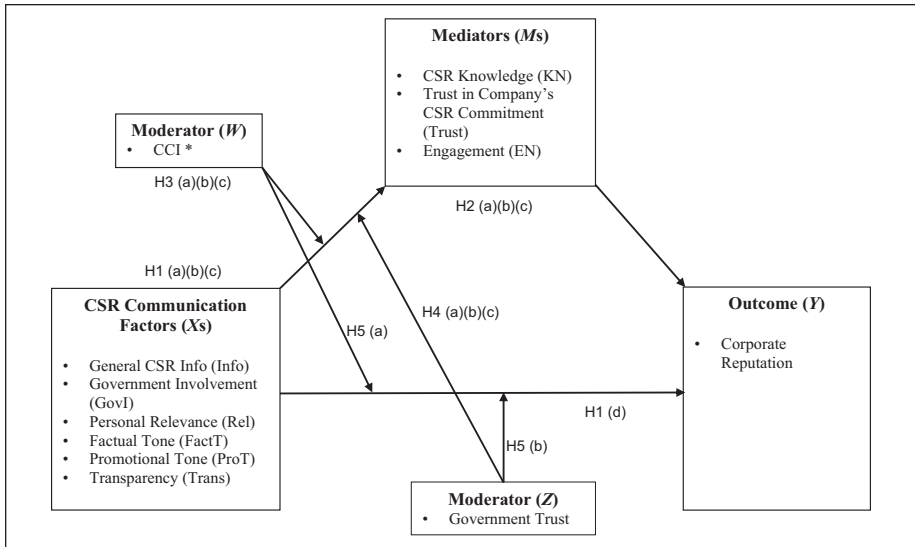 Mediators (Ms)
• CSR Knowledge (KN)
• Trust in Company's
CSR Commitment
(Trust)
• Engagement (EN)
Moderator (W)
• CCI *
H3 (a)(b)(c)
H2 (a)(b)(c)
H1 (a)(b)(c)
CSR Communication
Factors (Xs)
• General CSR Info (Info)
• Government Involvement
(GovI)
• Personal Relevance (Rel)
• Factual Tone (FactT)
• Promotional Tone (ProT)
• Transparency (Trans)
H5 (a)
H4 (a)(b)(c)
Outcome (Y)
• Corporate
Reputation
H1 (d)
H5 (b)
Moderator (Z)
• Government Trust